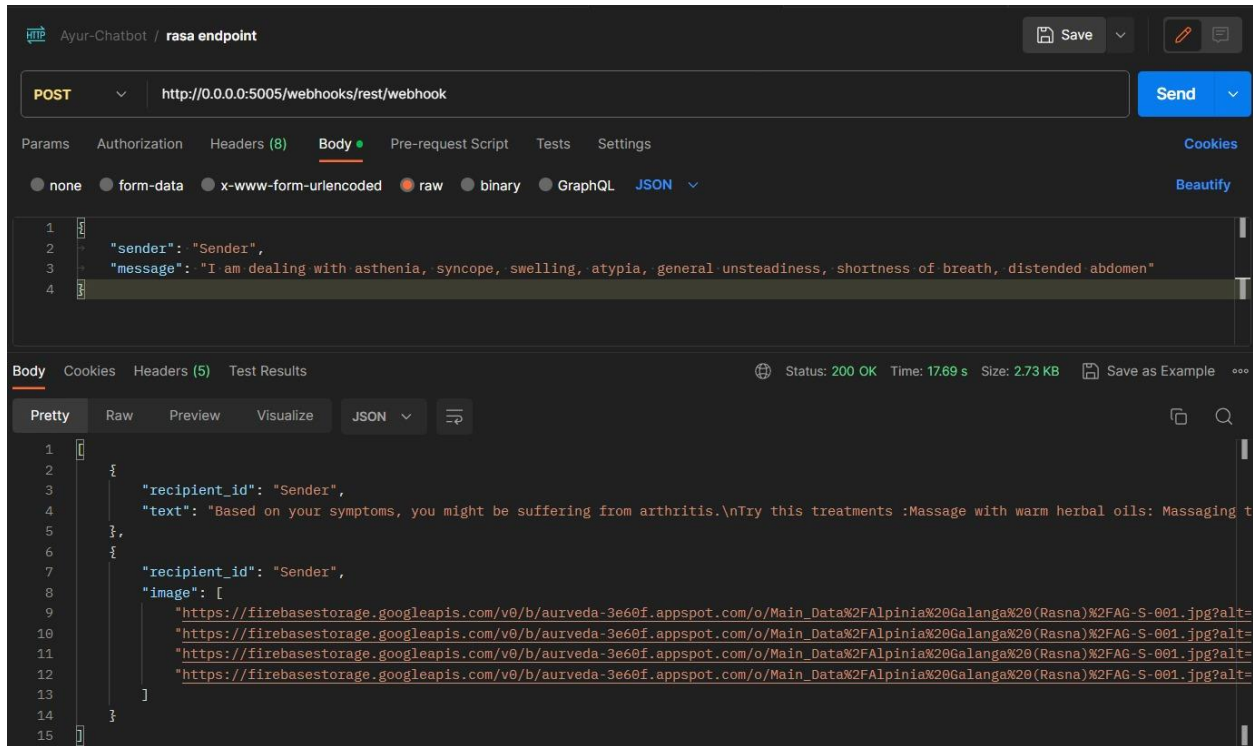 HTTP Ayur-Chatbot / rasa endpoint Save
POST http://0.0.0.0:5005/webhooks/rest/webhook Send
Params Authorization Headers (8) Body Pre-request Script Tests Settings Cookies
none form-data x-www-form-urlencoded raw binary GraphQL JSON Beautify
1 {
2 "sender": "Sender",
3 "message": "I am dealing with asthenia, syncope, swelling, atypia, general unsteadiness, shortness of breath, distended abdomen"
4 }
Body Cookies Headers (5) Test Results Status: 200 OK Time: 17.69 s Size: 2.73 KB Save as Example
Pretty Raw Preview Visualize JSON
1 [
2 {
3 "recipient_id": "Sender",
4 "text": "Based on your symptoms, you might be suffering from arthritis.\nTry this treatments :Massage with warm herbal oils: Massaging t
5 },
6 {
7 "recipient_id": "Sender",
8 "image": [
9 "https://firebasestorage.googleapis.com/v0/b/aurveda-3e60f.appspot.com/o/Main_Data%2FAlpinia%20Galanga%20(Rasna)%2FAG-S-001.jpg?alt=
10 "https://firebasestorage.googleapis.com/v0/b/aurveda-3e60f.appspot.com/o/Main_Data%2FAlpinia%20Galanga%20(Rasna)%2FAG-S-001.jpg?alt=
11 "https://firebasestorage.googleapis.com/v0/b/aurveda-3e60f.appspot.com/o/Main_Data%2FAlpinia%20Galanga%20(Rasna)%2FAG-S-001.jpg?alt=
12 "https://firebasestorage.googleapis.com/v0/b/aurveda-3e60f.appspot.com/o/Main_Data%2FAlpinia%20Galanga%20(Rasna)%2FAG-S-001.jpg?alt=
13 ]
14 }
15 ]